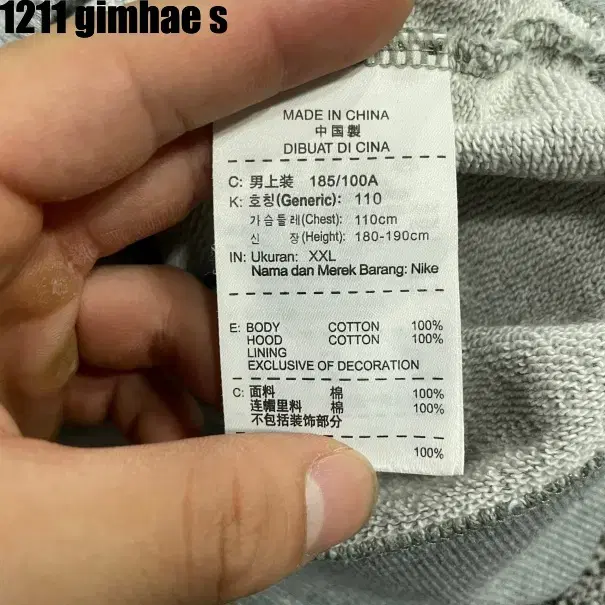 1211 gimhae s
MADE IN CHINA
中国製
DIBUAT DI CINA
C: 男上装 185/100A
K: 호칭(Generic): 110
가슴둘레(Chest): 110cm
신 장(Height): 180-190cm
IN: Ukuran: XXL
Nama dan Merek Barang: Nike
E: BODY COTTON 100%
HOOD COTTON 100%
LINING
EXCLUSIVE OF DECORATION
C: 面料 棉 100%
连帽里料 棉 100%
不包括装饰部分
100%